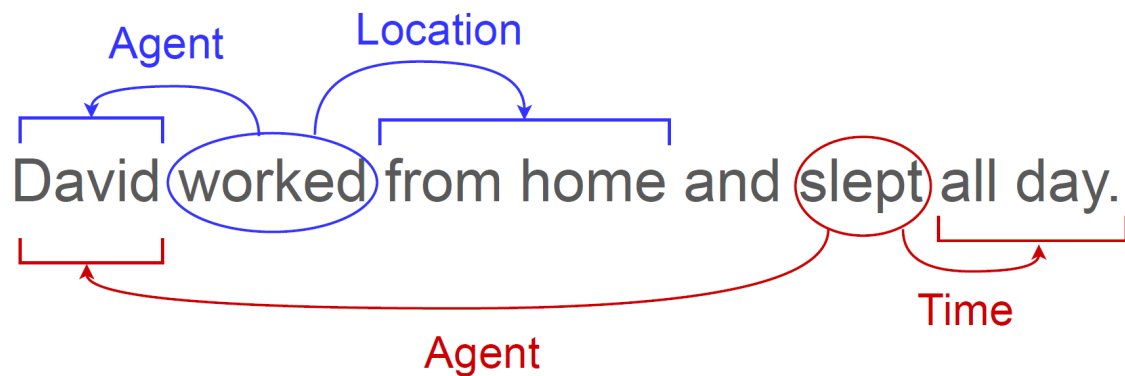 Agent Location
David worked from home and slept all day.
Agent Time